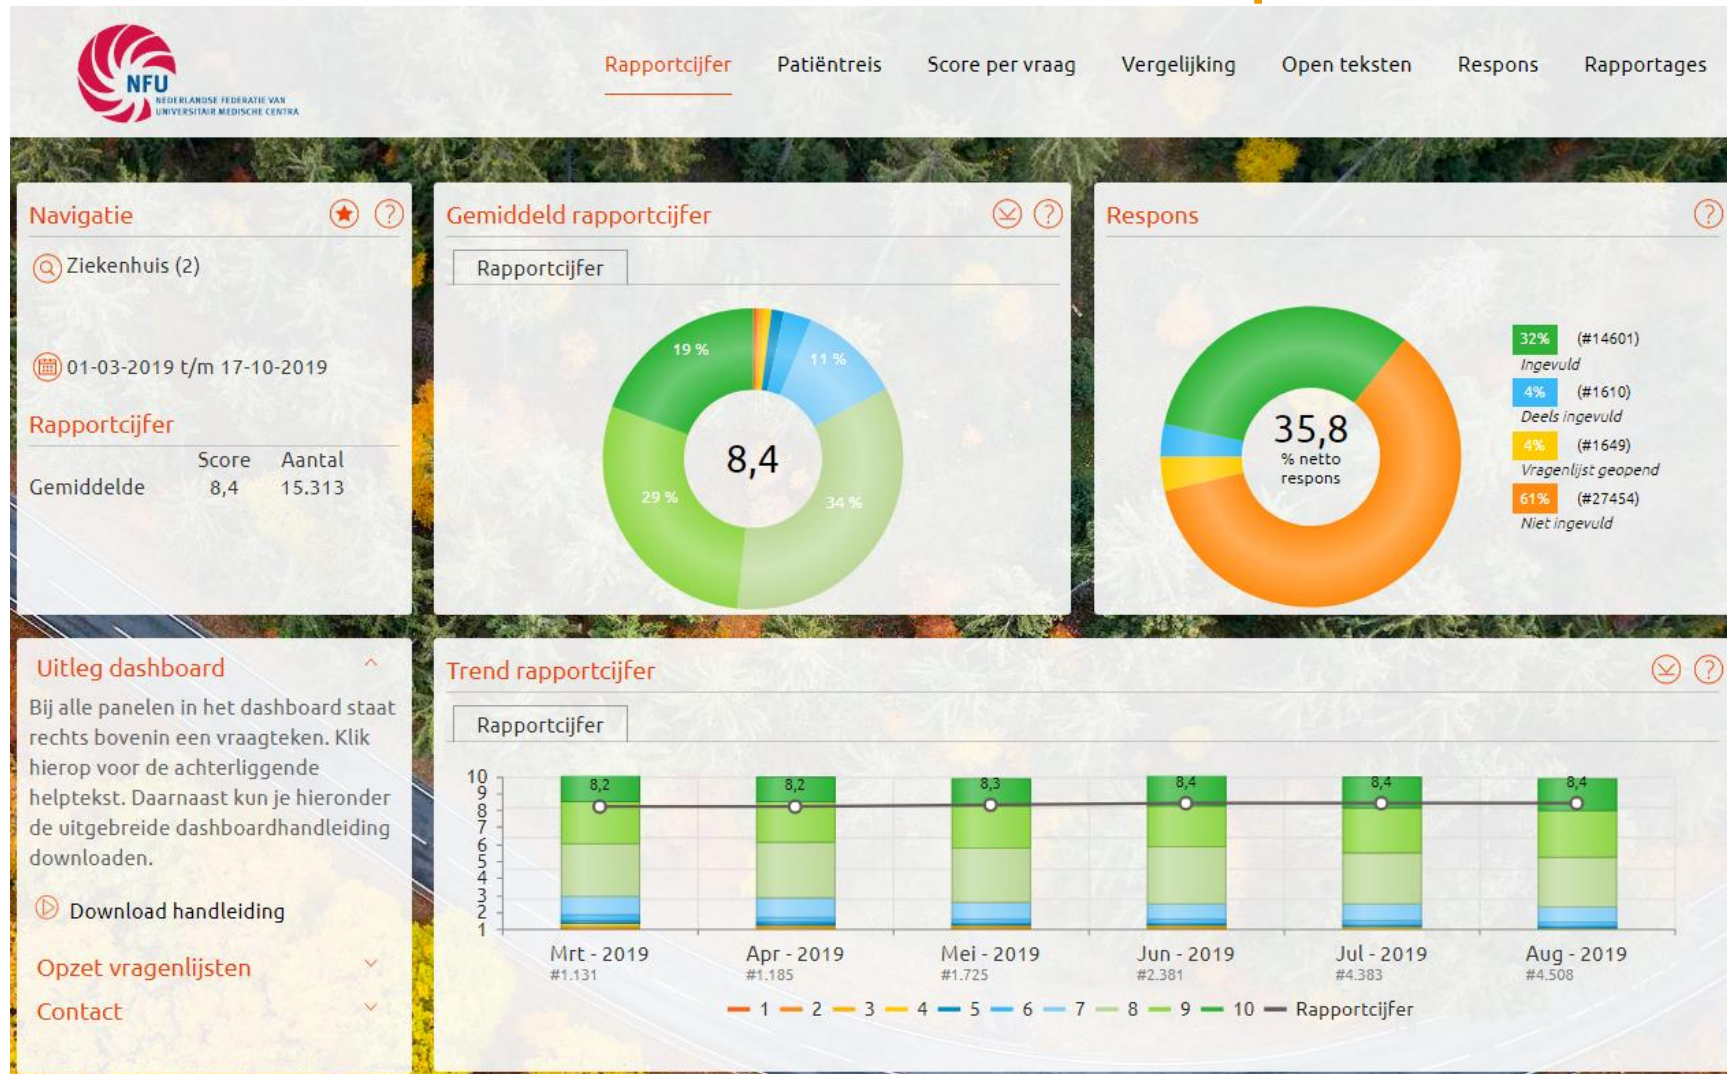 NFU
NEDERLANDSE FEDERATIE VAN
UNIVERSITAIR MEDISCHE CENTRA
Rapportcijfer Patiëntreis Score per vraag Vergelijking Open teksten Respons Rapportages
Navigatie
Ziekenhuis (2)
01-03-2019 t/m 17-10-2019
Rapportcijfer
Score Aantal
Gemiddelde 8,4 15.313
Gemiddeld rapportcijfer
Rapportcijfer
19 %
11 %
8,4
29 %
34 %
Respons
35,8
% netto
respons
32% (#14601)
Ingevuld
4% (#1610)
Deels ingevuld
4% (#1649)
Vragenlijst geopend
61% (#27454)
Niet ingevuld
Uitleg dashboard
Bij alle panelen in het dashboard staat
rechts bovenin een vraagteken. Klik
hierop voor de achterliggende
helptekst. Daarnaast kun je hieronder
de uitgebreide dashboardhandleiding
downloaden.
Download handleiding
Opzet vragenlijsten
Contact
Trend rapportcijfer
Rapportcijfer
10
9
8
7
6
5
4
3
2
1
8,2 8,2 8,3 8,4 8,4 8,4
Mrt - 2019 Apr - 2019 Mei - 2019 Jun - 2019 Jul - 2019 Aug - 2019
#1.131 #1.185 #1.725 #2.381 #4.383 #4.508
1 2 3 4 5 6 7 8 9 10 Rapportcijfer